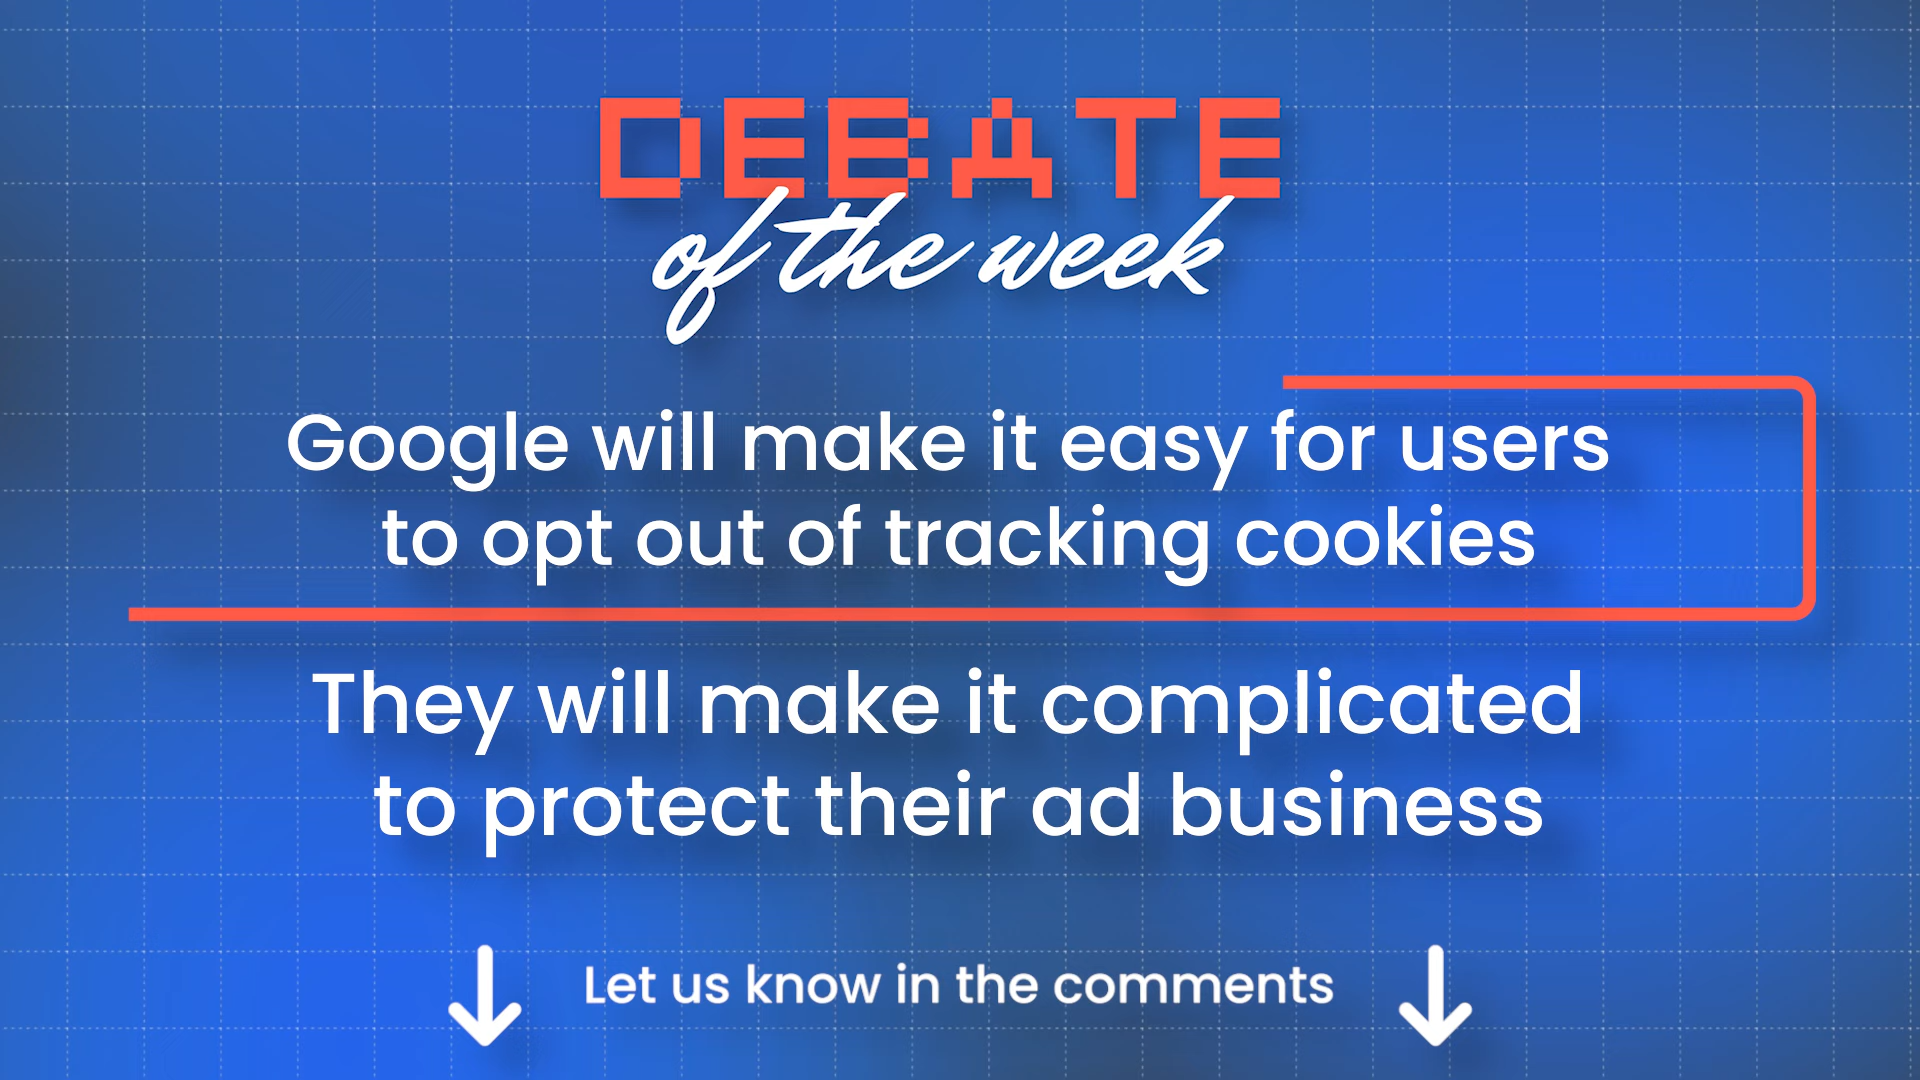 DEBATE
of the week
Google will make it easy for users
to opt out of tracking cookies
They will make it complicated
to protect their ad business
Let us know in the comments